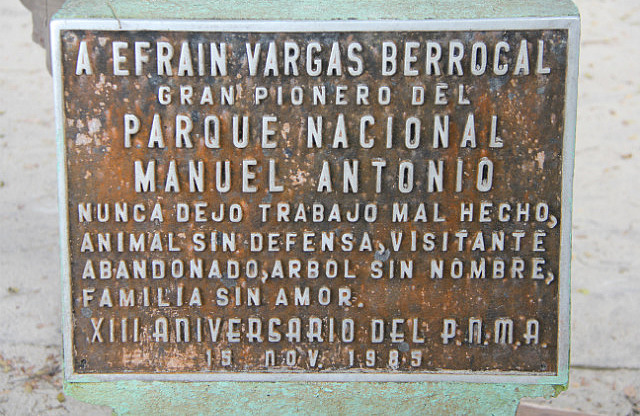 A EFRAIN VARGAS BERROCAL
GRAN PIONERO DEL
PARQUE NACIONAL
MANUEL ANTONIO
NUNCA DEJO TRABAJO MAL HECHO,
ANIMAL SIN DEFENSA, VISITANTE
ABANDONADO, ARBOL SIN NOMBRE,
FAMILIA SIN AMOR.
XIII ANIVERSARIO DEL P.N.M.A
15 NOV. 1985